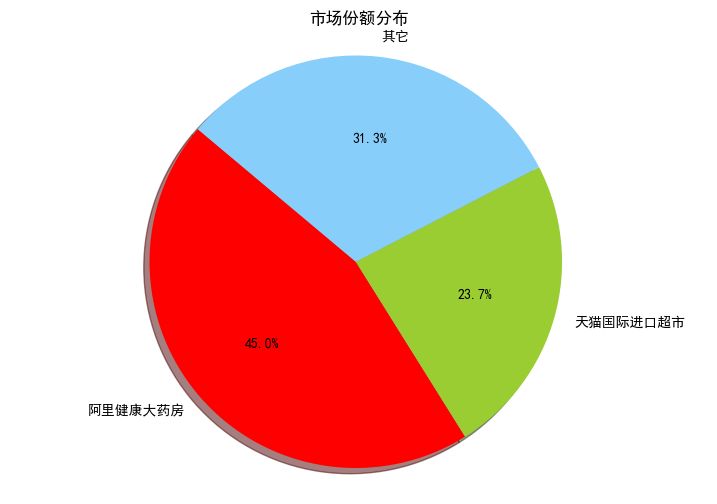 市场份额分布
其它
31.3%
23.7%
天猫国际进口超市
45.0%
阿里健康大药房